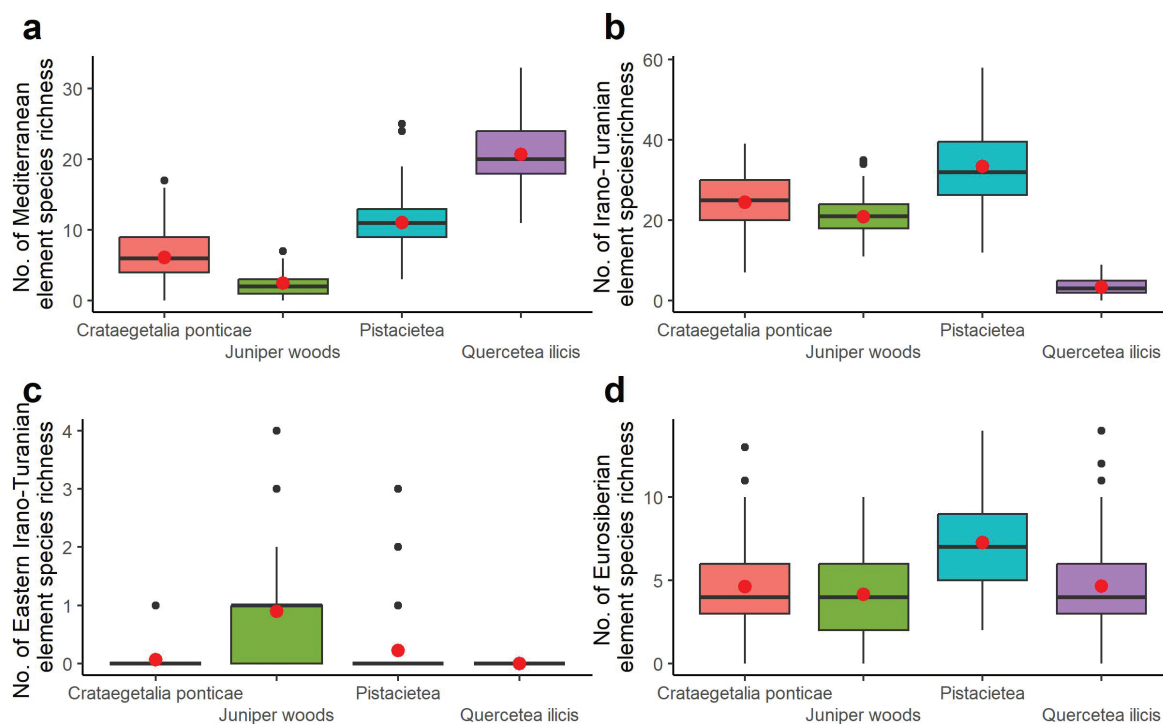 a
No. of Mediterranean
element species richness
30
20
10
0
Crataegetalia ponticae
Juniper woods
Pistacietea
Quercetea ilicis
b
No. of Irano-Turanian
element speciesrichness
60
40
20
0
Crataegetalia ponticae
Juniper woods
Pistacietea
Quercetea ilicis
c
No. of Eastern Irano-Turanian
element species richness
4
3
2
1
0
Crataegetalia ponticae
Juniper woods
Pistacietea
Quercetea ilicis
d
No. of Eurosiberian
element species richness
10
5
0
Crataegetalia ponticae
Juniper woods
Pistacietea
Quercetea ilicis